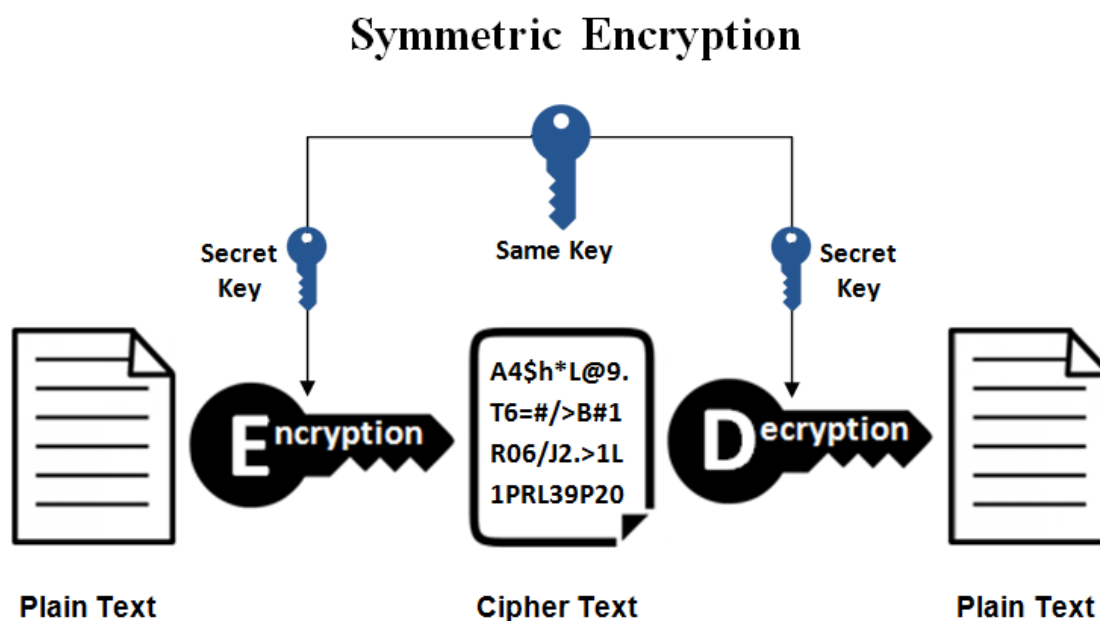 Symmetric Encryption
Same Key
Secret
Key
Secret
Key
Encryption
A4$h*L@9.
T6=#/>B#1
R06/J2.>1L
1PRL39P20
Decryption
Plain Text
Cipher Text
Plain Text